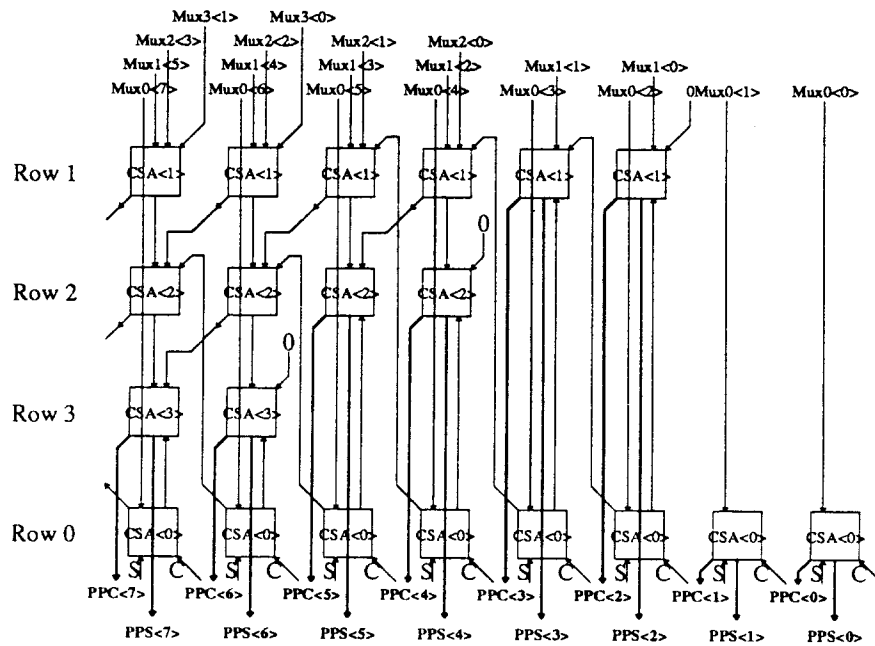 Mux3<1> Mux3<0>
Mux2<3> Mux2<2> Mux2<1> Mux2<0>
Mux1<5> Mux1<4> Mux1<3> Mux1<2> Mux1<1> Mux1<0>
Mux0<7> Mux0<6> Mux0<5> Mux0<4> Mux0<3> Mux0<2> 0Mux0<1> Mux0<0>
Row 1 CSA<1> CSA<1> CSA<1> CSA<1> CSA<1> CSA<1>
0
Row 2 CSA<2> CSA<2> CSA<2> CSA<2>
0
Row 3 CSA<3> CSA<3>
Row 0 CSA<0> CSA<0> CSA<0> CSA<0> CSA<0> CSA<0> CSA<0> CSA<0>
S C S C S C S C S C S C S C S C
PPC<7> PPC<6> PPC<5> PPC<4> PPC<3> PPC<2> PPC<1> PPC<0>
PPS<7> PPS<6> PPS<5> PPS<4> PPS<3> PPS<2> PPS<1> PPS<0>